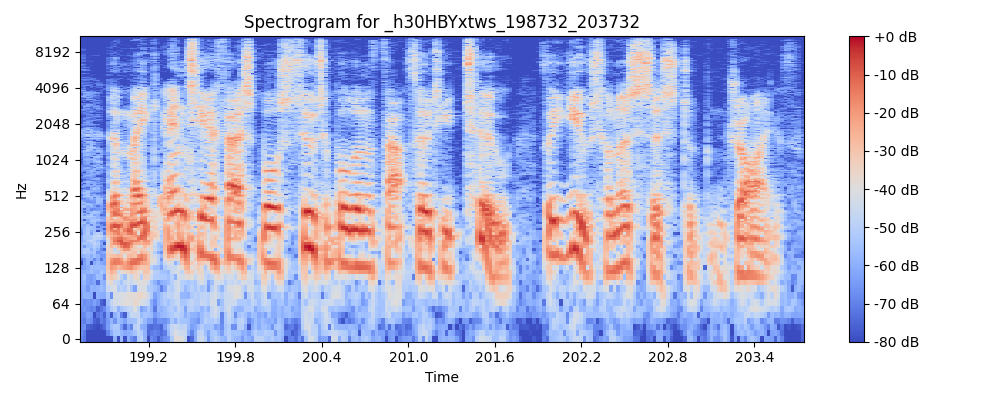 Spectrogram for _h30HBYxtws_198732_203732
8192
4096
2048
1024
512
256
128
64
0
Hz
199.2
199.8
200.4
201.0
201.6
202.2
202.8
203.4
Time
+0 dB
-10 dB
-20 dB
-30 dB
-40 dB
-50 dB
-60 dB
-70 dB
-80 dB